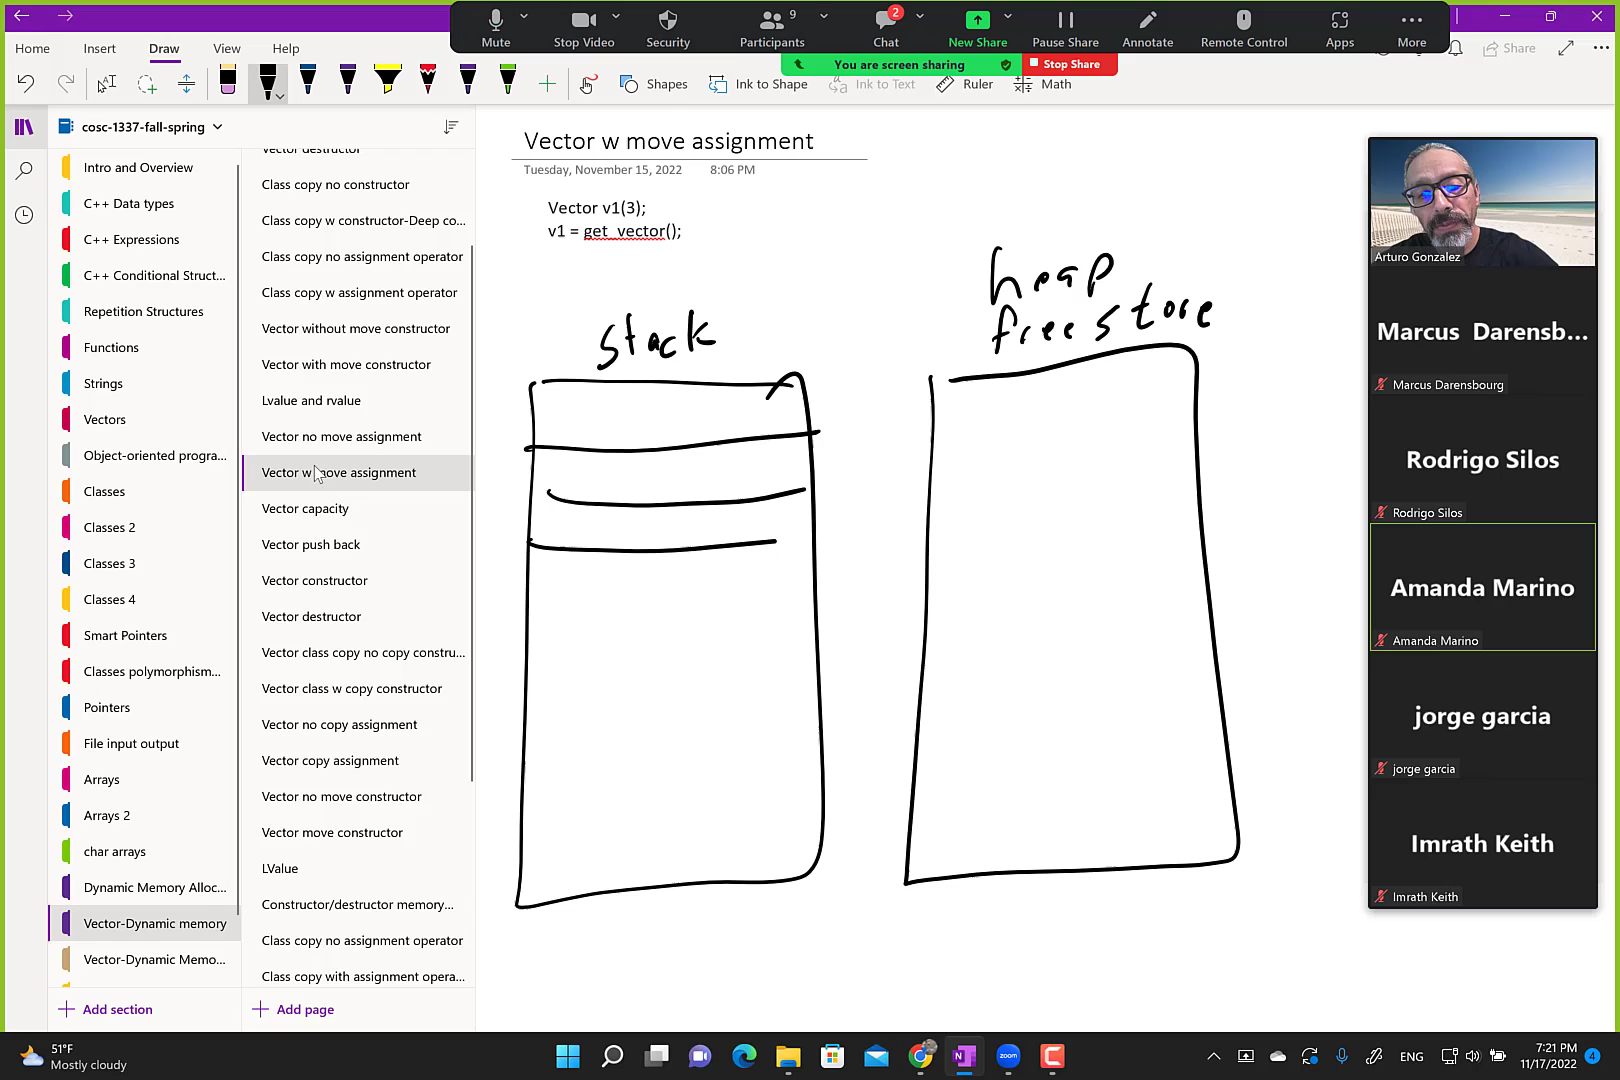 Mute
Stop Video
Security
9
Participants
2
Chat
New Share
Pause Share
Annotate
Remote Control
Apps
More
You are screen sharing
Stop Share
Home
Insert
Draw
View
Help
Share
Shapes
Ink to Shape
Ink to Text
Ruler
Math
cosc-1337-fall-spring
Intro and Overview
C++ Data types
C++ Expressions
C++ Conditional Struct...
Repetition Structures
Functions
Strings
Vectors
Object-oriented progra...
Classes
Classes 2
Classes 3
Classes 4
Smart Pointers
Classes polymorphism...
Pointers
File input output
Arrays
Arrays 2
char arrays
Dynamic Memory Alloc...
Vector-Dynamic memory
Vector-Dynamic Memo...
Add section
Vector destructor
Class copy no constructor
Class copy w constructor-Deep co...
Class copy no assignment operator
Class copy w assignment operator
Vector without move constructor
Vector with move constructor
Lvalue and rvalue
Vector no move assignment
Vector w move assignment
Vector capacity
Vector push back
Vector constructor
Vector destructor
Vector class copy no copy constru...
Vector class w copy constructor
Vector no copy assignment
Vector copy assignment
Vector no move constructor
Vector move constructor
LValue
Constructor/destructor memory...
Class copy no assignment operator
Class copy with assignment opera...
Add page
Vector w move assignment
Tuesday, November 15, 2022 8:06 PM
Vector v1(3);
v1 = get_vector();
stack
heap
free store
Arturo Gonzalez
Marcus Darensb...
Marcus Darensbourg
Rodrigo Silos
Rodrigo Silos
Amanda Marino
Amanda Marino
jorge garcia
jorge garcia
Imrath Keith
Imrath Keith
51°F
Mostly cloudy
zoom
ENG
7:21 PM
11/17/2022
4